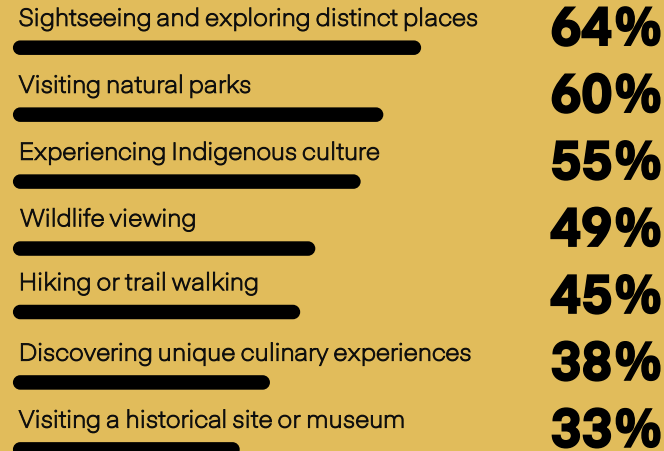 Sightseeing and exploring distinct places 64%
Visiting natural parks 60%
Experiencing Indigenous culture 55%
Wildlife viewing 49%
Hiking or trail walking 45%
Discovering unique culinary experiences 38%
Visiting a historical site or museum 33%